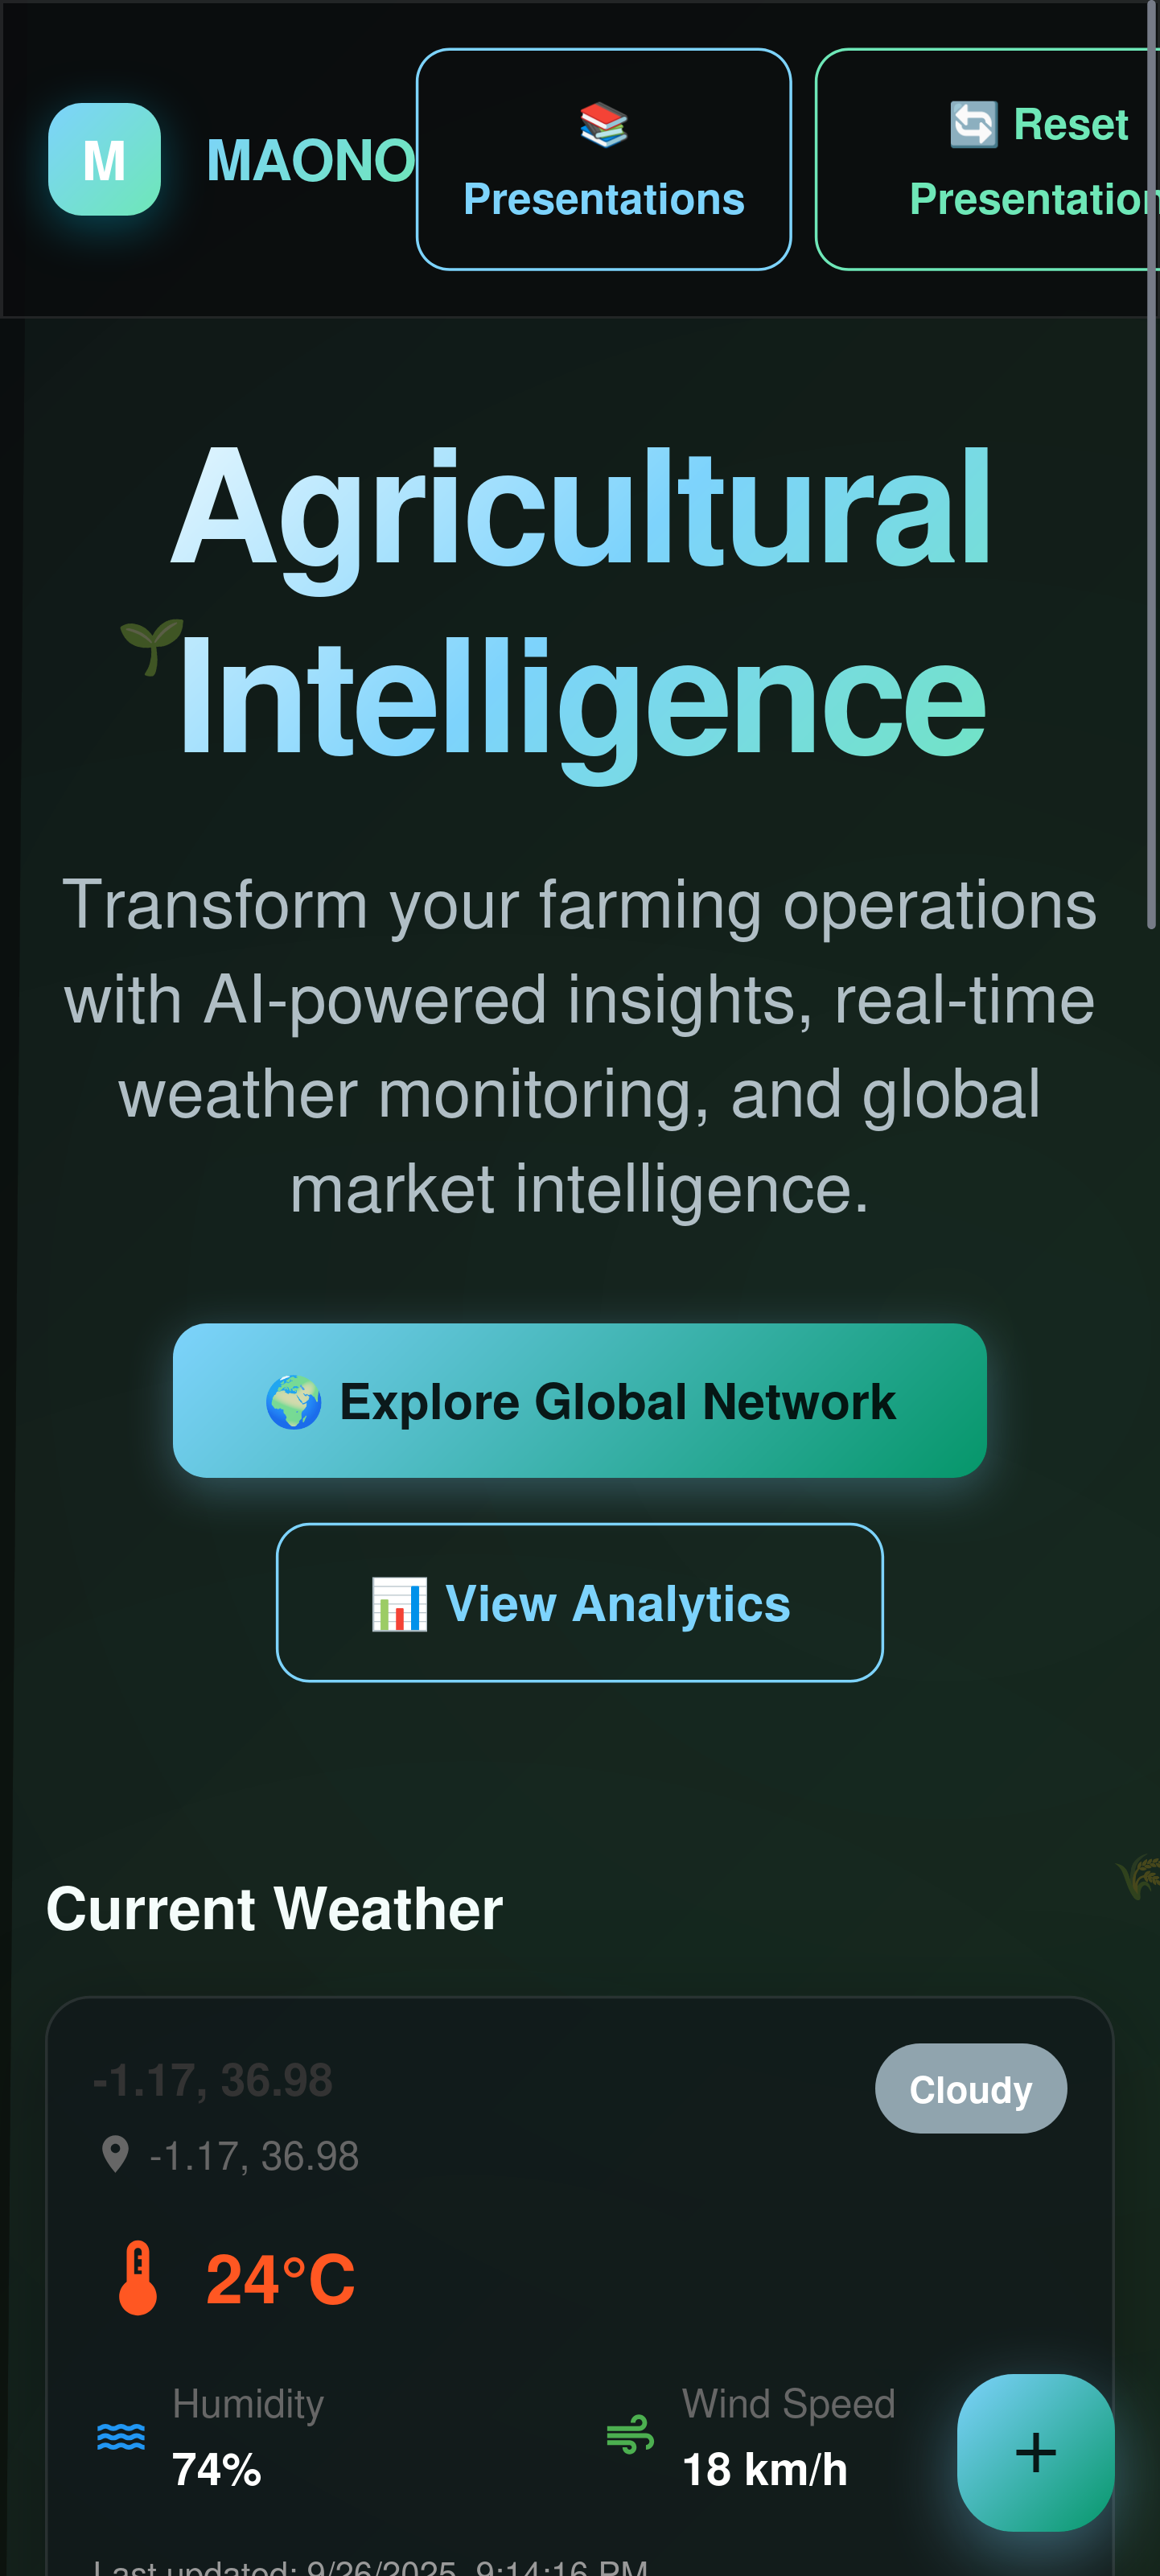 M
MAONO
📚
Presentations
🔄 Reset
Presentation
Agricultural
Intelligence
Transform your farming operations
with AI-powered insights, real-time
weather monitoring, and global
market intelligence.
🌍 Explore Global Network
📊 View Analytics
Current Weather
-1.17, 36.98
Cloudy
-1.17, 36.98
24°C
Humidity
Wind Speed
74%
18 km/h
+
Last updated: 9/26/2025, 9:14:16 PM